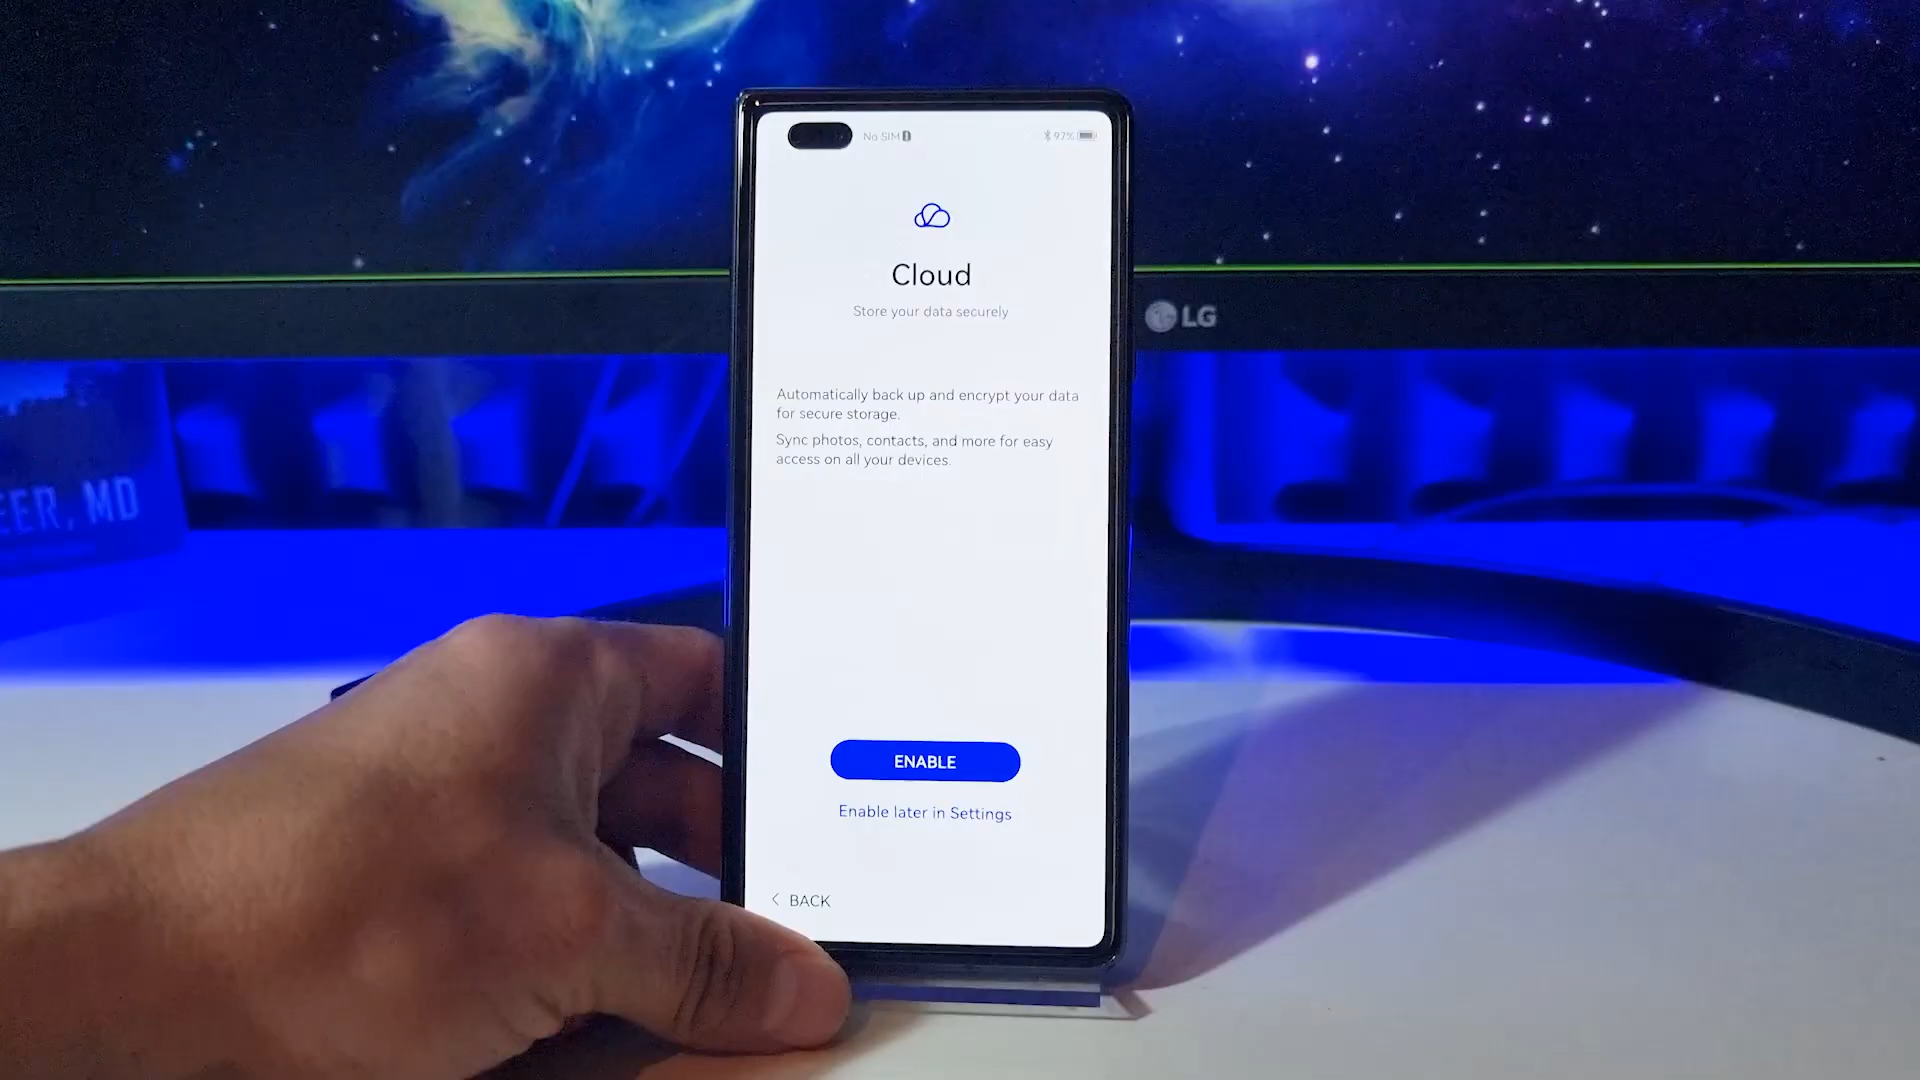 No SIM
97%
Cloud
Store your data securely
LG
Automatically back up and encrypt your data
for secure storage.
Sync photos, contacts, and more for easy
access on all your devices.
EER, MD
ENABLE
Enable later in Settings
< BACK